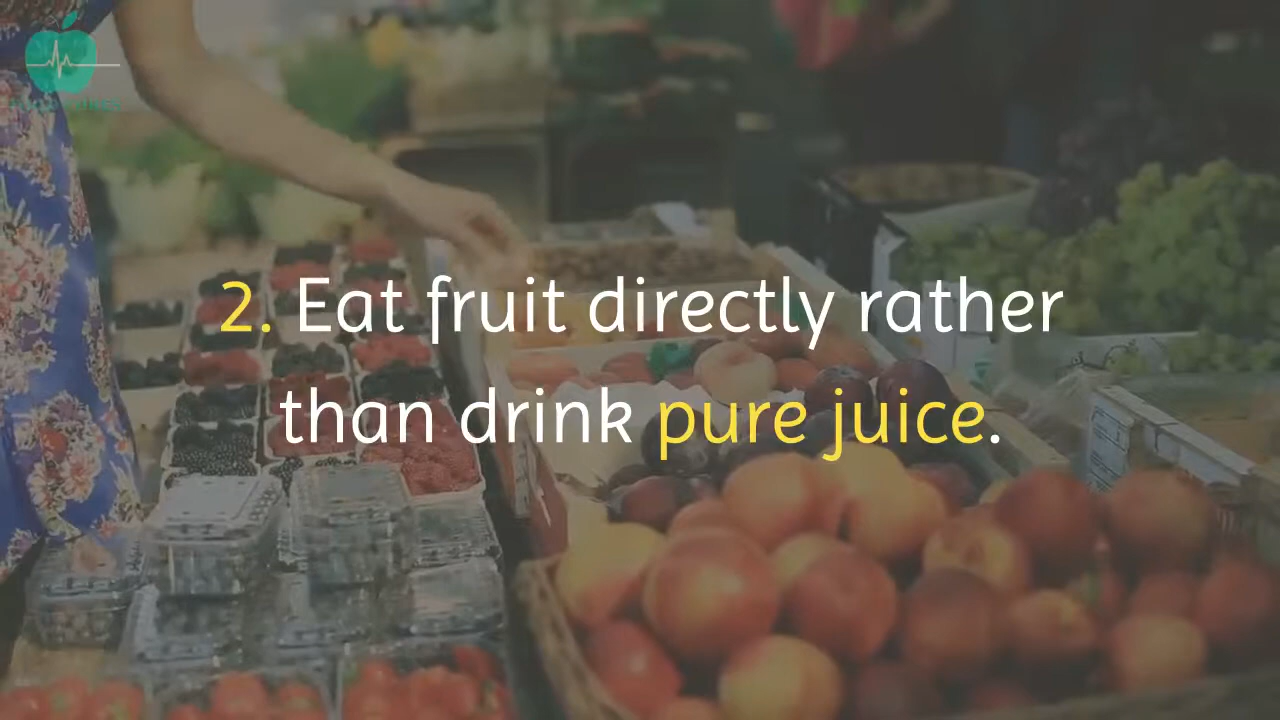 2. Eat fruit directly rather
than drink pure juice.